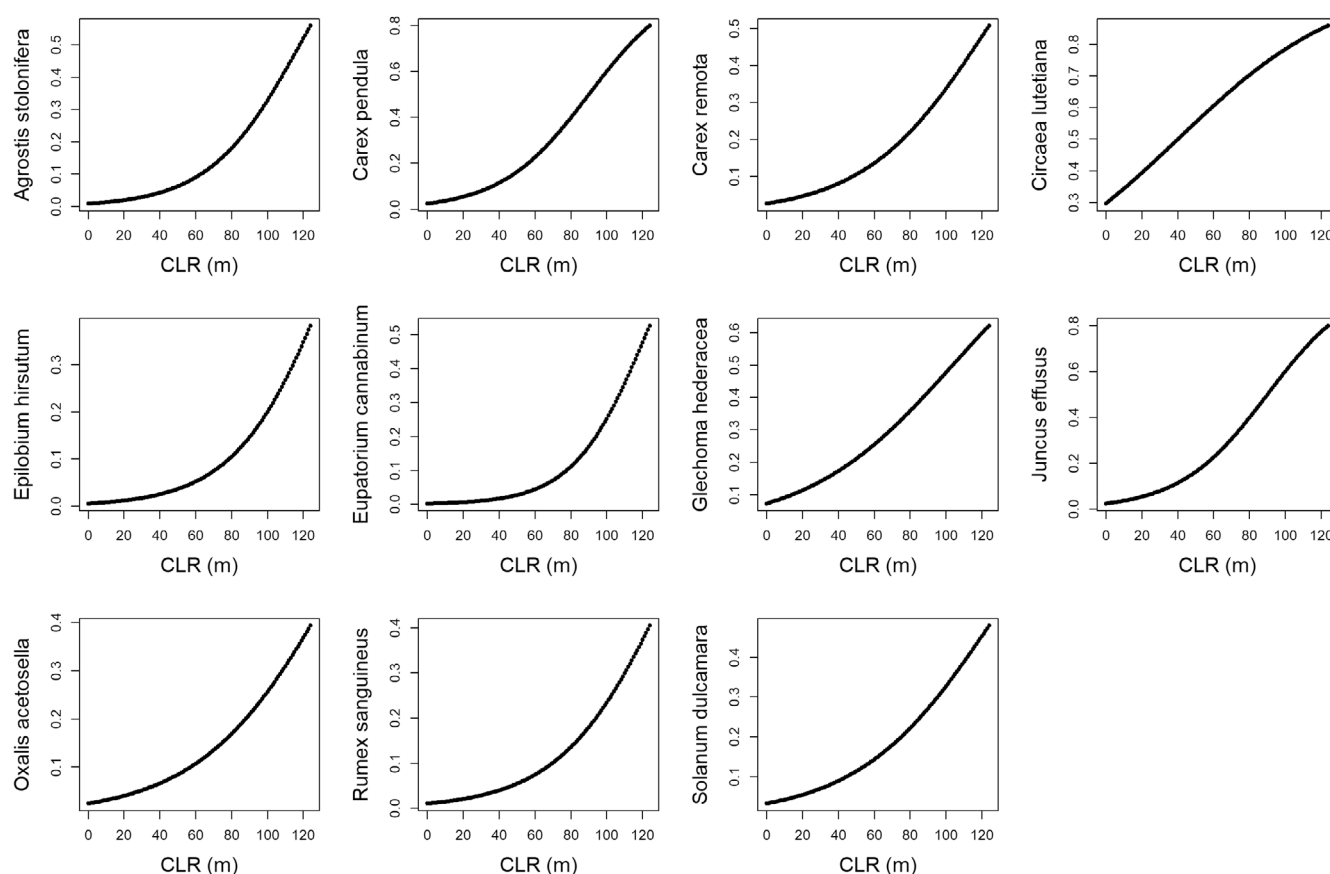 Agrostis stolonifera
0.0 0.1 0.2 0.3 0.4 0.5
0 20 40 60 80 100 120
CLR (m)
Carex pendula
0.0 0.2 0.4 0.6 0.8
0 20 40 60 80 100 120
CLR (m)
Carex remota
0.1 0.2 0.3 0.4 0.5
0 20 40 60 80 100 120
CLR (m)
Circaea lutetiana
0.3 0.4 0.5 0.6 0.7 0.8
0 20 40 60 80 100 120
CLR (m)
Epilobium hirsutum
0.0 0.1 0.2 0.3
0 20 40 60 80 100 120
CLR (m)
Eupatorium cannabinum
0.0 0.1 0.2 0.3 0.4 0.5
0 20 40 60 80 100 120
CLR (m)
Glechoma hederacea
0.1 0.2 0.3 0.4 0.5 0.6
0 20 40 60 80 100 120
CLR (m)
Juncus effusus
0.0 0.2 0.4 0.6 0.8
0 20 40 60 80 100 120
CLR (m)
Oxalis acetosella
0.1 0.2 0.3 0.4
0 20 40 60 80 100 120
CLR (m)
Rumex sanguineus
0.0 0.1 0.2 0.3 0.4
0 20 40 60 80 100 120
CLR (m)
Solanum dulcamara
0.1 0.2 0.3 0.4
0 20 40 60 80 100 120
CLR (m)